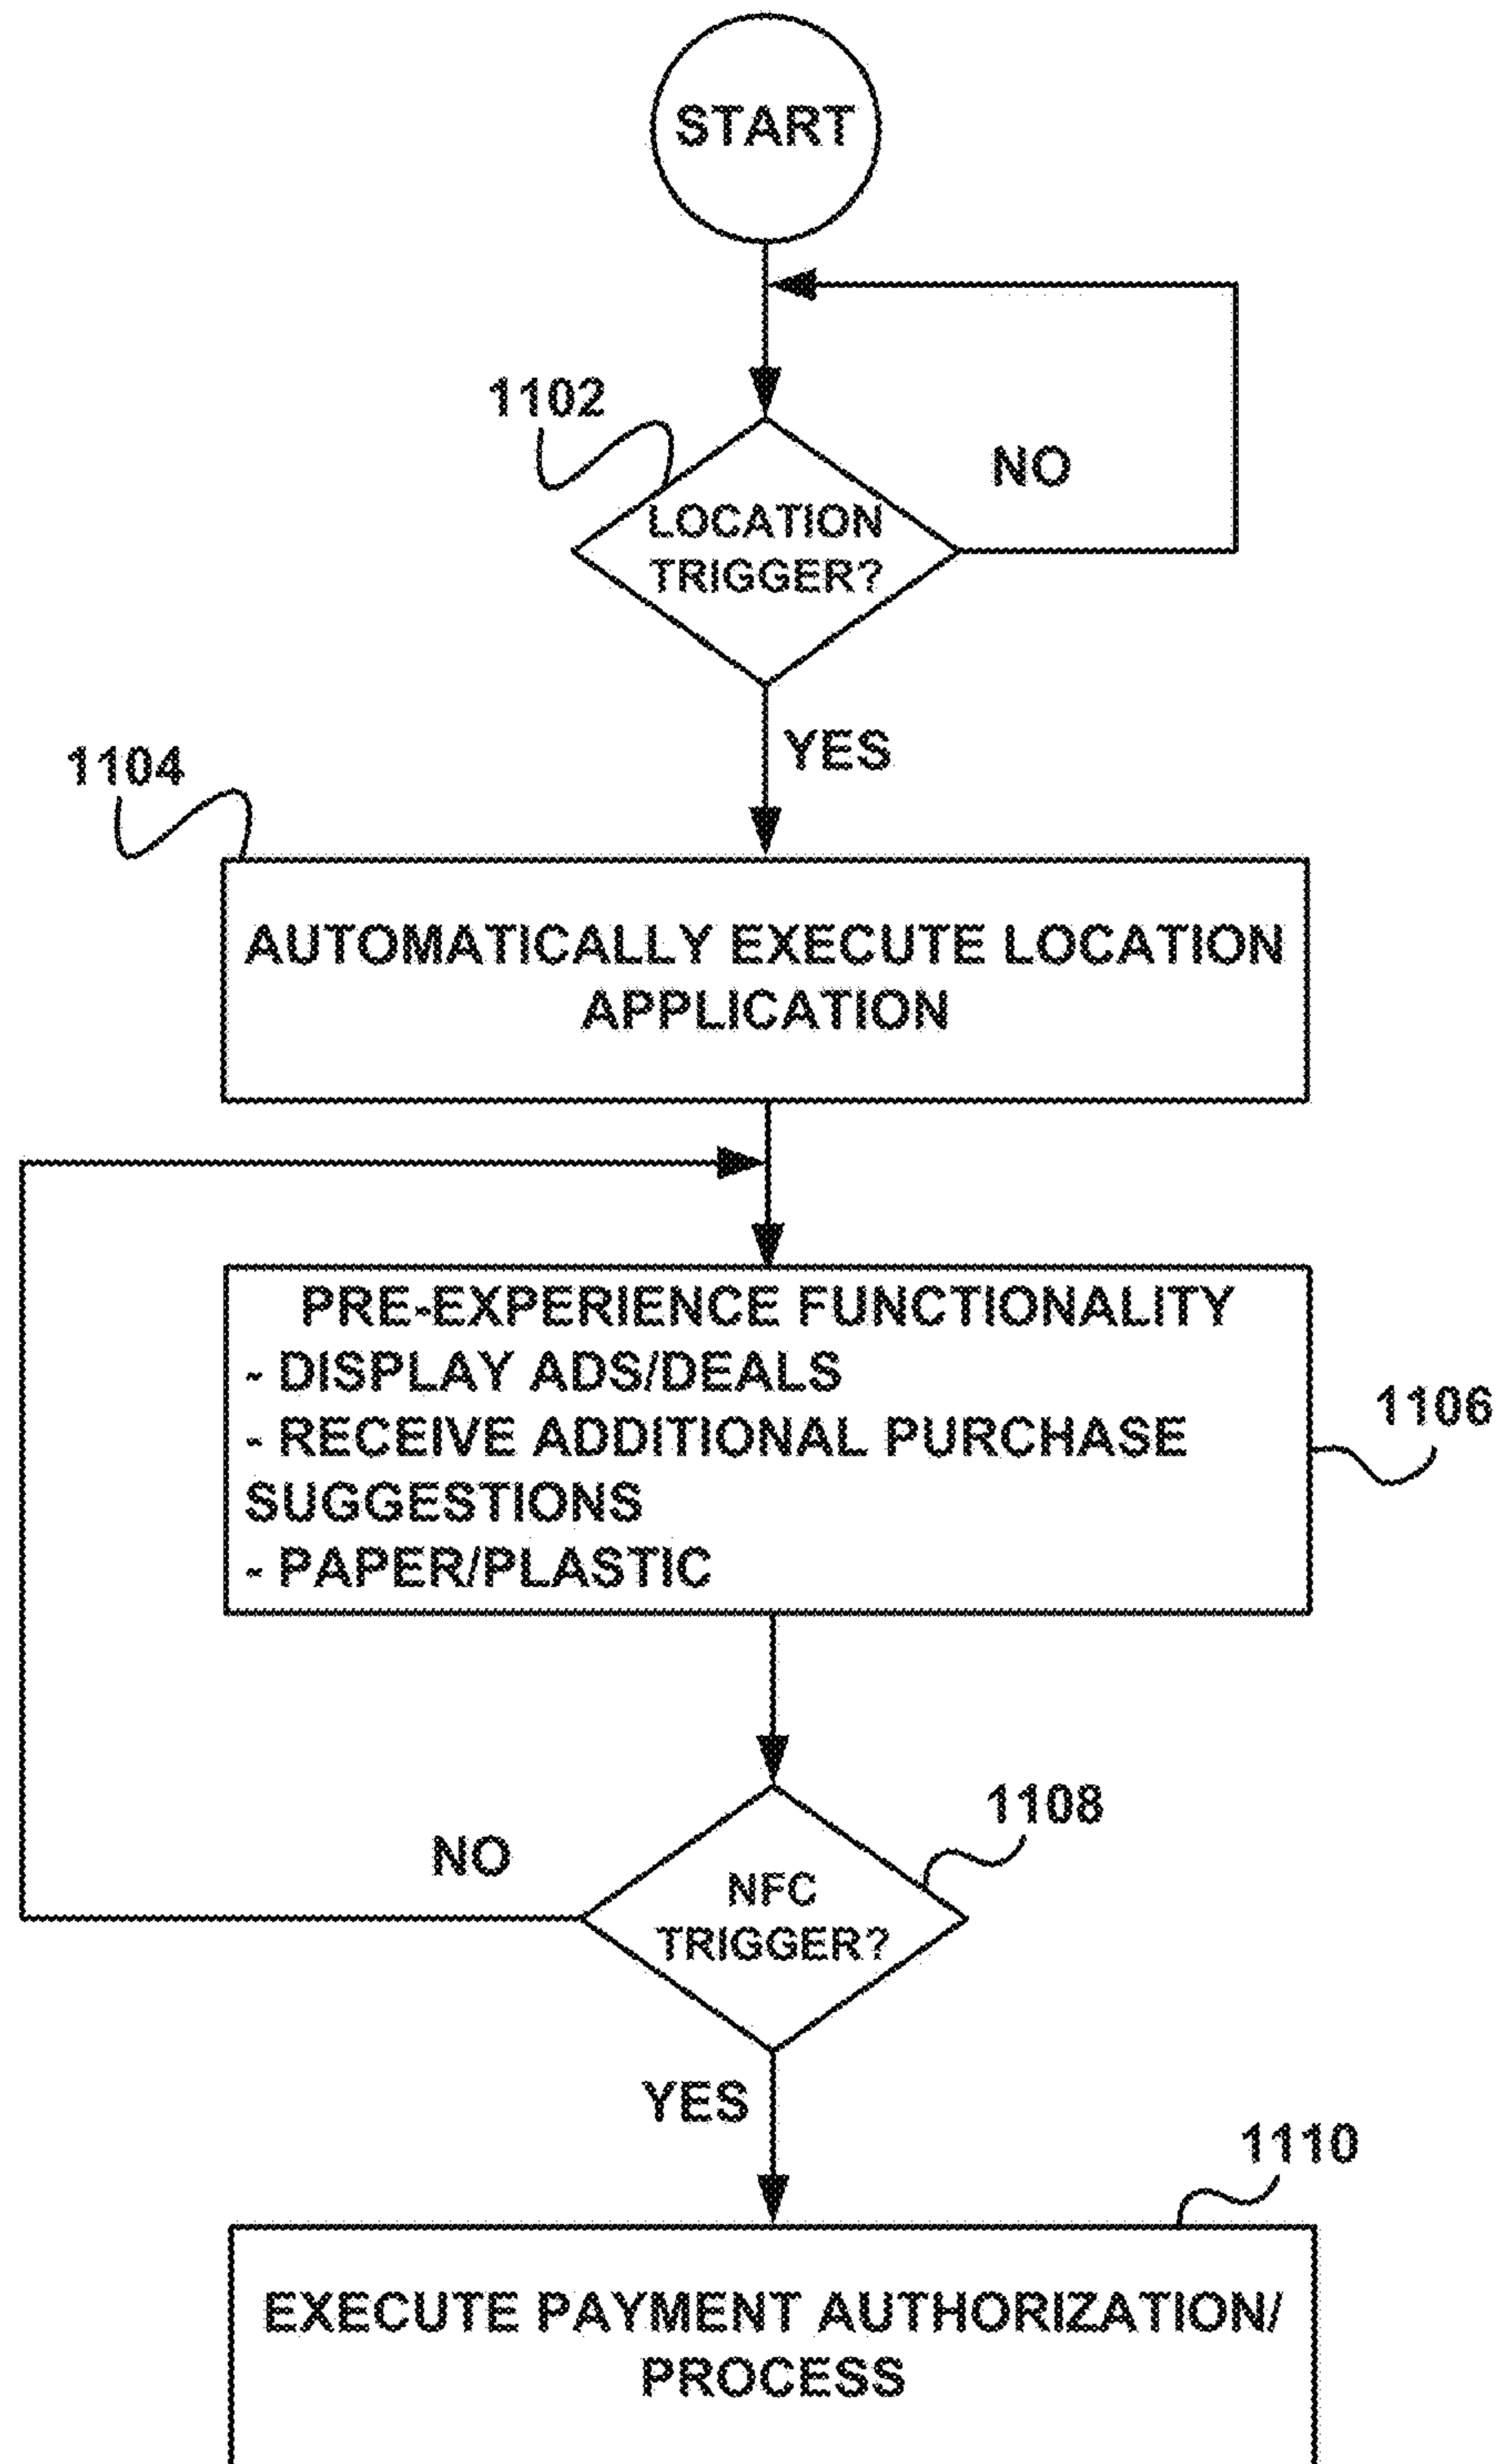 START
1102
NO
LOCATION
TRIGGER?
YES
1104
AUTOMATICALLY EXECUTE LOCATION
APPLICATION
PRE-EXPERIENCE FUNCTIONALITY
- DISPLAY ADS/DEALS
- RECEIVE ADDITIONAL PURCHASE
SUGGESTIONS
- PAPER/PLASTIC
1106
1108
NO
NFC
TRIGGER?
YES
1110
EXECUTE PAYMENT AUTHORIZATION/
PROCESS